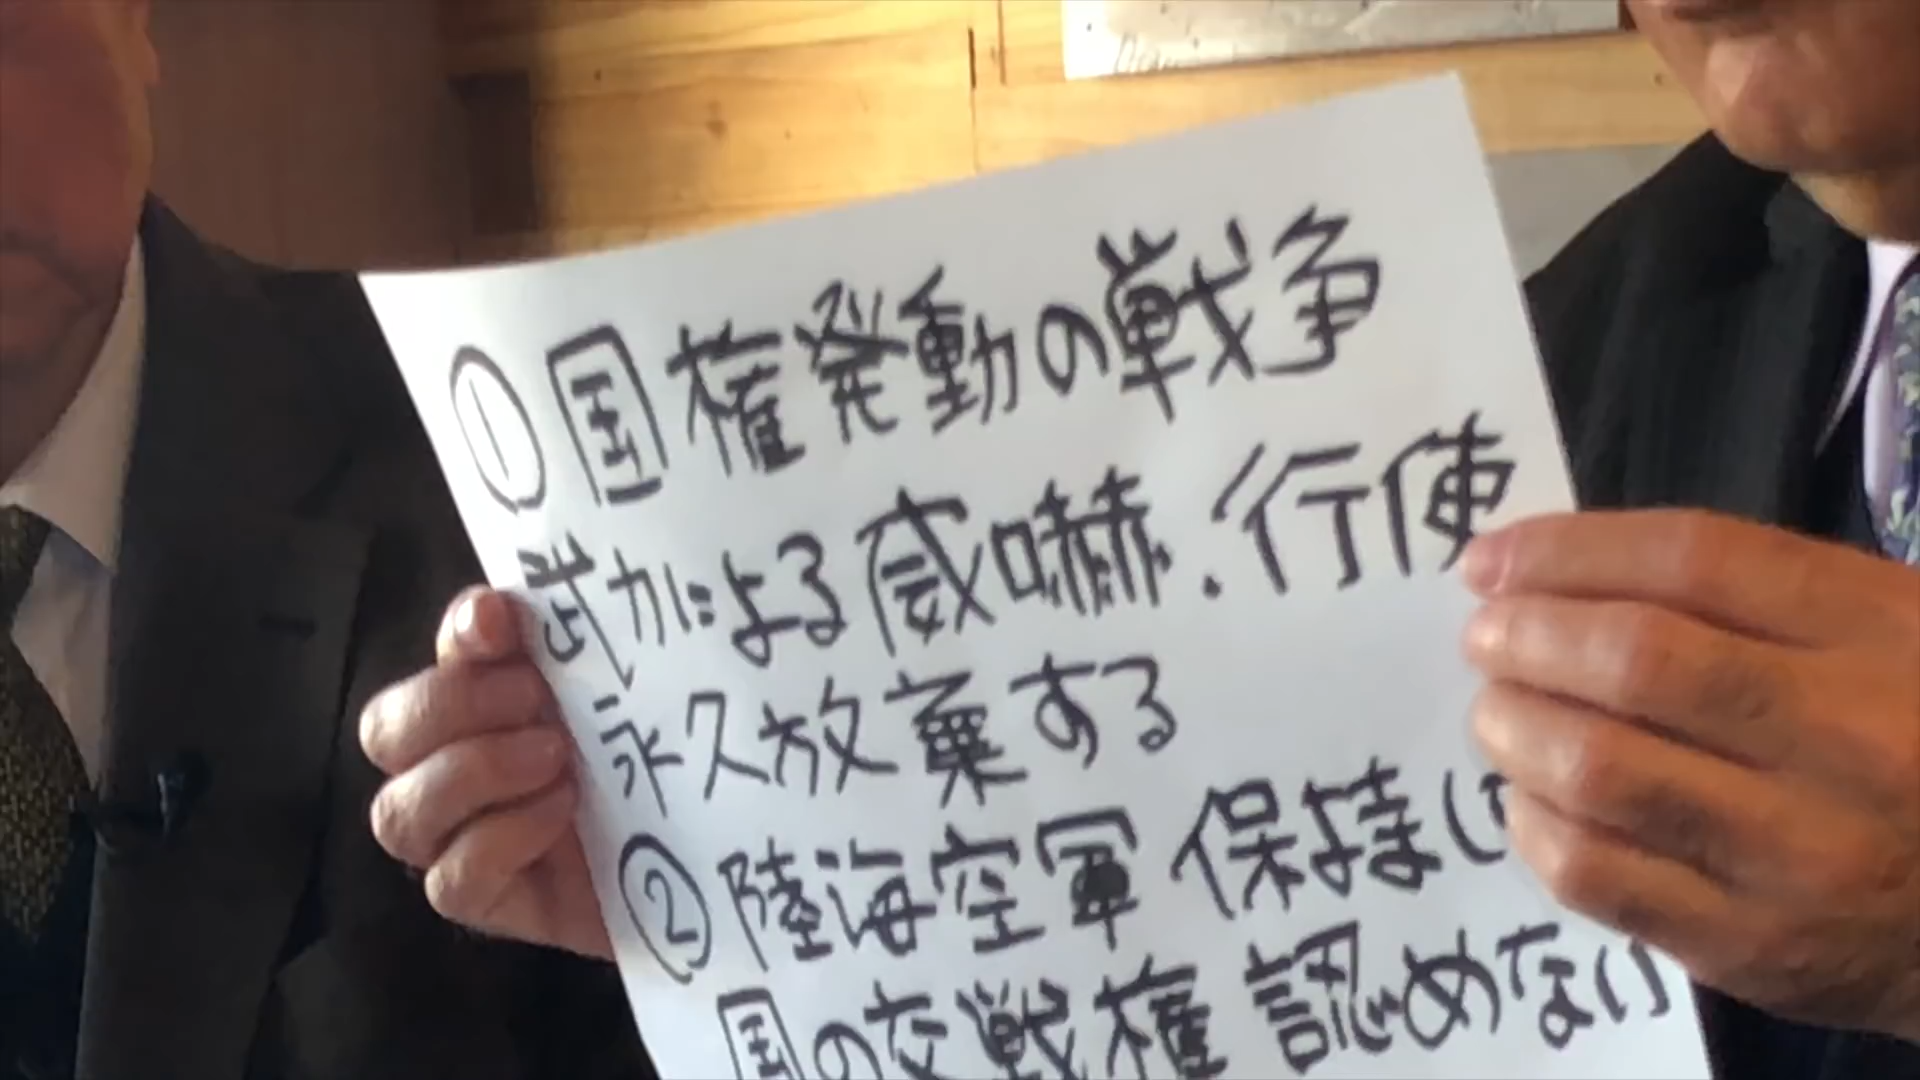 ①国権発動の戦争
武力による威嚇・行使
永久放棄する
②陸海空軍 保持し
国の交戦権 認めない